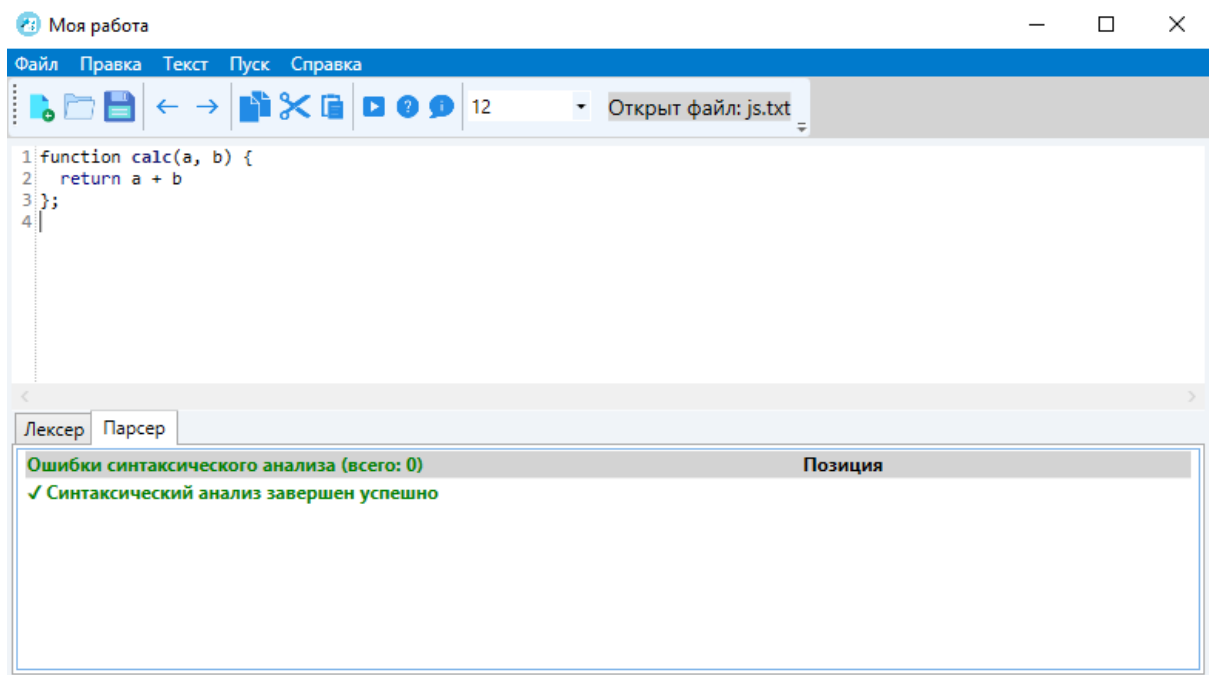 Моя работа
Файл Правка Текст Пуск Справка
12 Открыт файл: js.txt
1 function calc(a, b) {
2   return a + b
3 };
4
Лексер Парсер
Ошибки синтаксического анализа (всего: 0) Позиция
✓ Синтаксический анализ завершен успешно